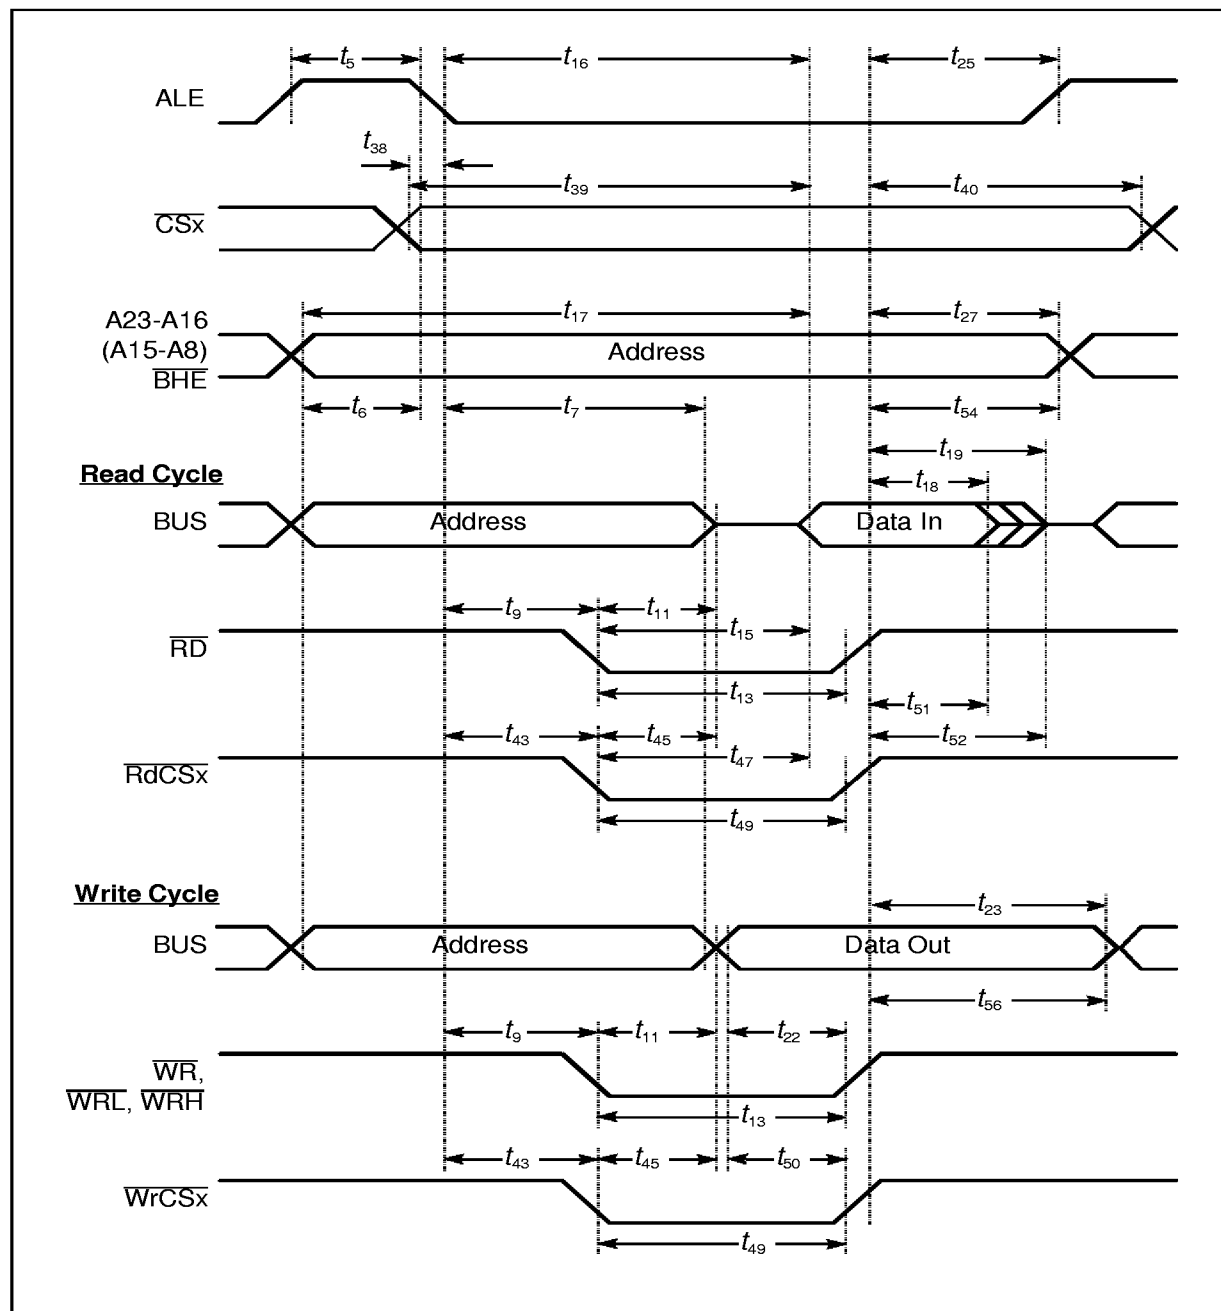 t5 t16 t25
ALE
t38
t39 t40
CSx
t17 t27
A23-A16
(A15-A8)
BHE
Address
t6 t7 t54
t19
Read Cycle
t18
BUS Address Data In
t9 t11
t15
RD
t13
t51
t43 t45 t52
t47
RdCSx
t49
Write Cycle
t23
BUS Address Data Out
t56
t9 t11 t22
WR,
WRL, WRH
t13
t43 t45 t50
WrCSx
t49